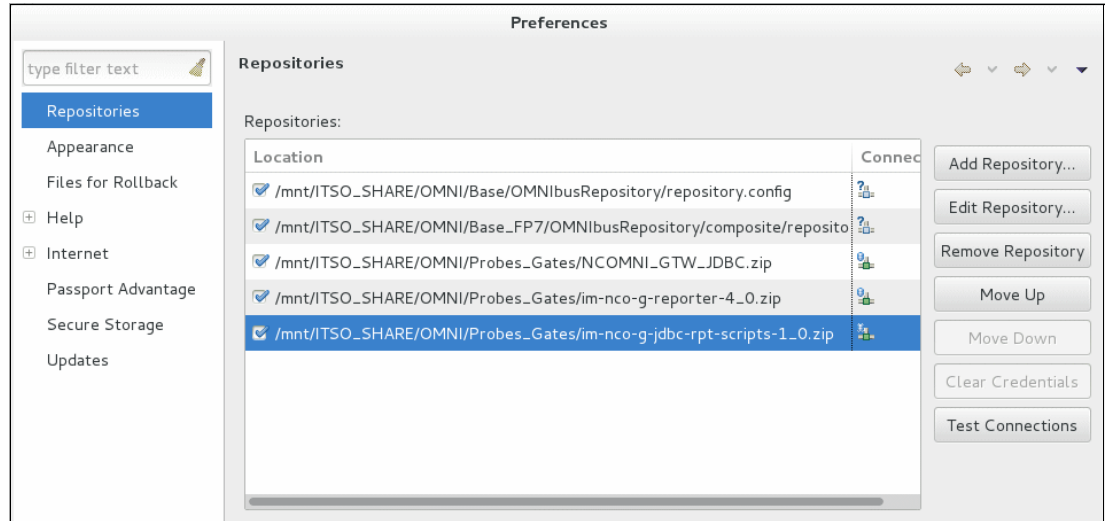 Preferences
type filter text
Repositories
Appearance
Files for Rollback
Help
Internet
Passport Advantage
Secure Storage
Updates
Repositories
Repositories:
Location Connec
/mnt/ITSO_SHARE/OMNI/Base/OMNIbusRepository/repository.config
/mnt/ITSO_SHARE/OMNI/Base_FP7/OMNIbusRepository/composite/reposito
/mnt/ITSO_SHARE/OMNI/Probes_Gates/NCOMNI_GTW_JDBC.zip
/mnt/ITSO_SHARE/OMNI/Probes_Gates/im-nco-g-reporter-4_0.zip
/mnt/ITSO_SHARE/OMNI/Probes_Gates/im-nco-g-jdbc-rpt-scripts-1_0.zip
Add Repository...
Edit Repository...
Remove Repository
Move Up
Move Down
Clear Credentials
Test Connections